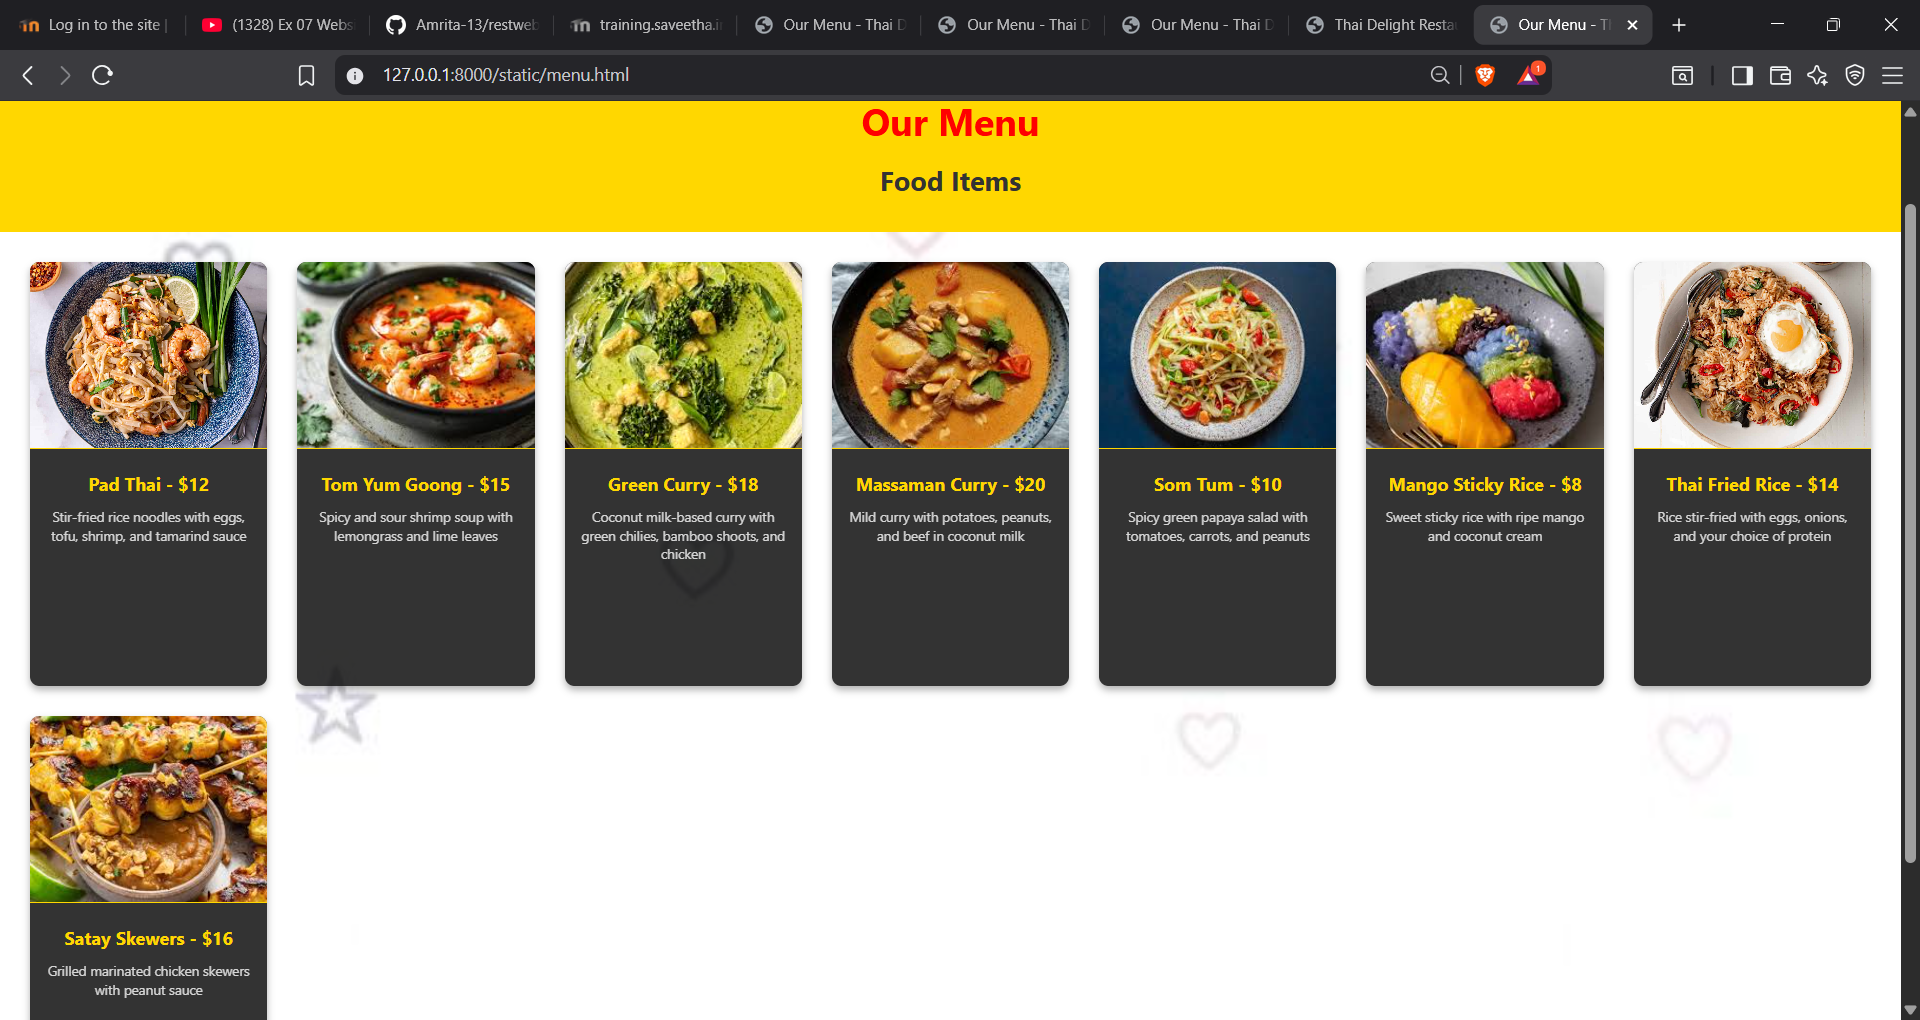 Log in to the site |
(1328) Ex 07 Webs
Amrita-13/restweb
training.saveetha.in
Our Menu - Thai D
Our Menu - Thai D
Our Menu - Thai D
Thai Delight Resta
Our Menu - T
127.0.0.1:8000/static/menu.html
1
Our Menu
Food Items
Pad Thai - $12
Stir-fried rice noodles with eggs,
tofu, shrimp, and tamarind sauce
Tom Yum Goong - $15
Spicy and sour shrimp soup with
lemongrass and lime leaves
Green Curry - $18
Coconut milk-based curry with
green chilies, bamboo shoots, and
chicken
Massaman Curry - $20
Mild curry with potatoes, peanuts,
and beef in coconut milk
Som Tum - $10
Spicy green papaya salad with
tomatoes, carrots, and peanuts
Mango Sticky Rice - $8
Sweet sticky rice with ripe mango
and coconut cream
Thai Fried Rice - $14
Rice stir-fried with eggs, onions,
and your choice of protein
Satay Skewers - $16
Grilled marinated chicken skewers
with peanut sauce